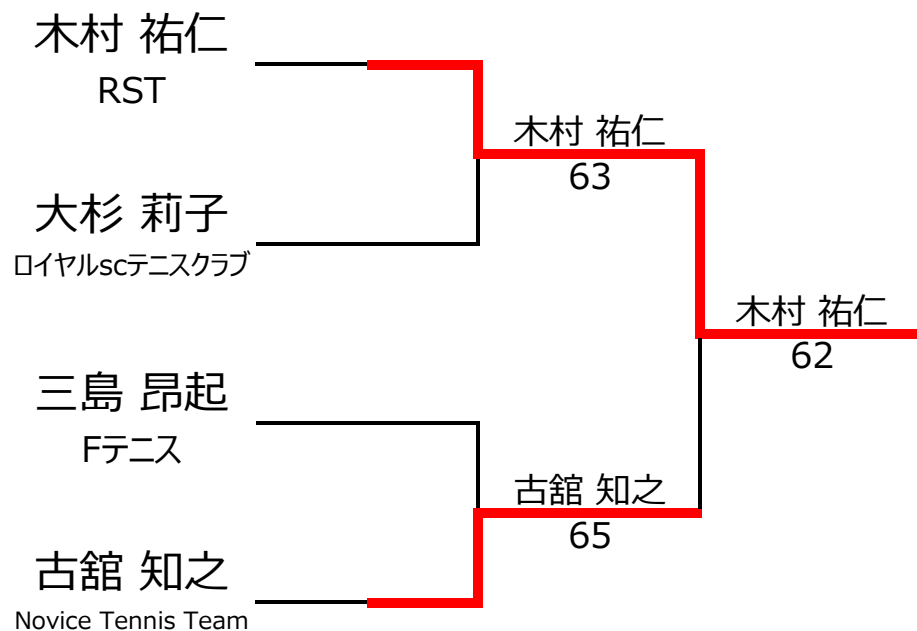 木村 祐仁
RST
大杉 莉子
ロイヤルscテニスクラブ
三島 昂起
Fテニス
古舘 知之
Novice Tennis Team
木村 祐仁
63
古舘 知之
65
木村 祐仁
62